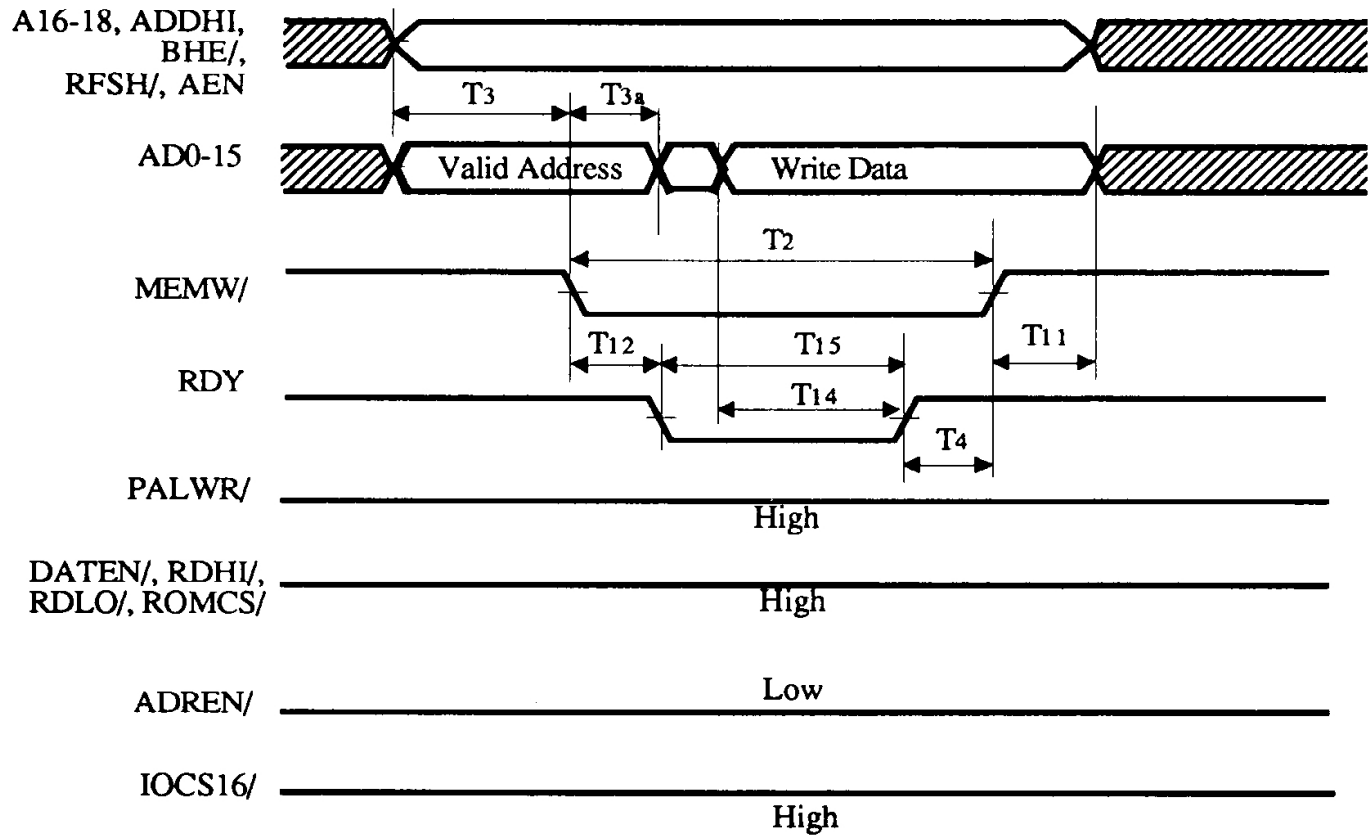 A16-18, ADDHI,
BHE/,
RFSH/, AEN
T3
T3a
AD0-15
Valid Address
Write Data
T2
MEMW/
T12
T15
T11
RDY
T14
T4
PALWR/
High
DATEN/, RDHI/,
RDLO/, ROMCS/
High
ADREN/
Low
IOCS16/
High